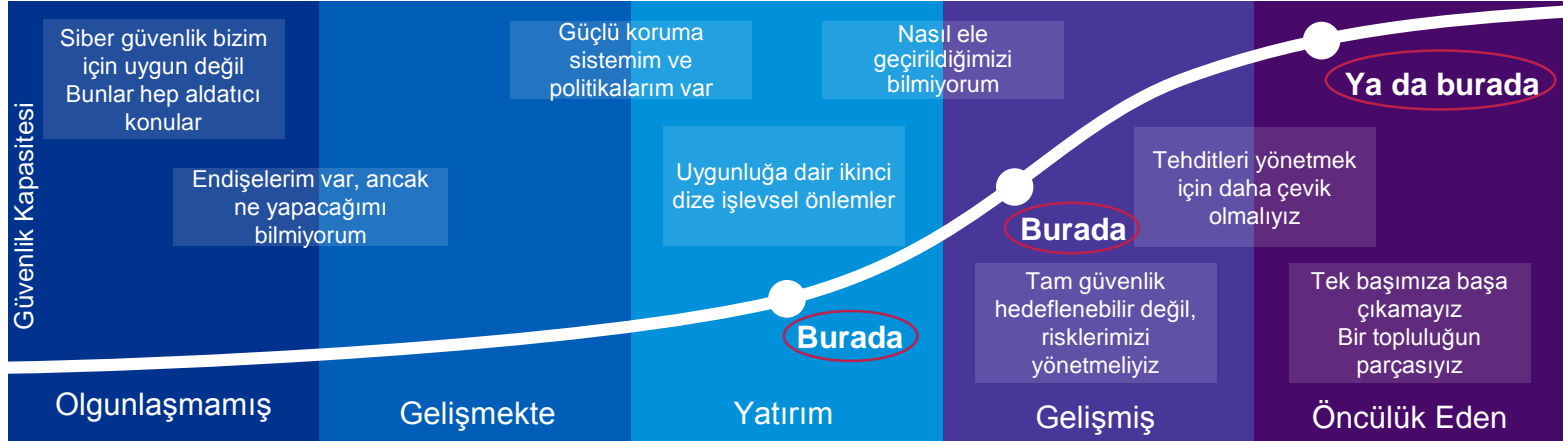 Güvenlik Kapasitesi
Siber güvenlik bizim
için uygun değil
Bunlar hep aldatıcı
konular
Endişelerim var, ancak
ne yapacağımı
bilmiyorum
Güçlü koruma
sistemim ve
politikalarım var
Uygunluğa dair ikinci
dize işlevsel önlemler
Burada
Nasıl ele
geçirildiğimizi
bilmiyorum
Burada
Tam güvenlik
hedeflenebilir değil,
risklerimizi
yönetmeliyiz
Tehditleri yönetmek
için daha çevik
olmalıyız
Ya da burada
Tek başımıza başa
çıkamayız
Bir topluluğun
parçasıyız
Olgunlaşmamış
Gelişmekte
Yatırım
Gelişmiş
Öncülük Eden